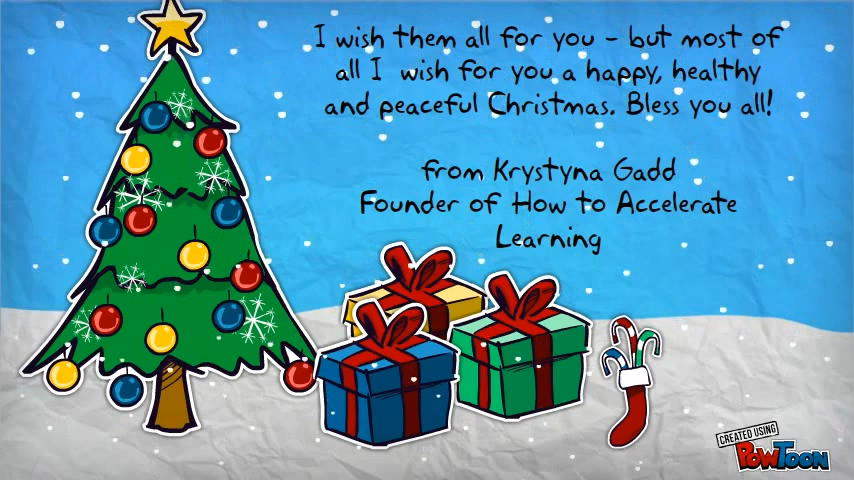 I wish them all for you - but most of
all I wish for you a happy, healthy
and peaceful Christmas. Bless you all!
from Krystyna Gadd
Founder of How to Accelerate
Learning
CREATED USING
PowToon